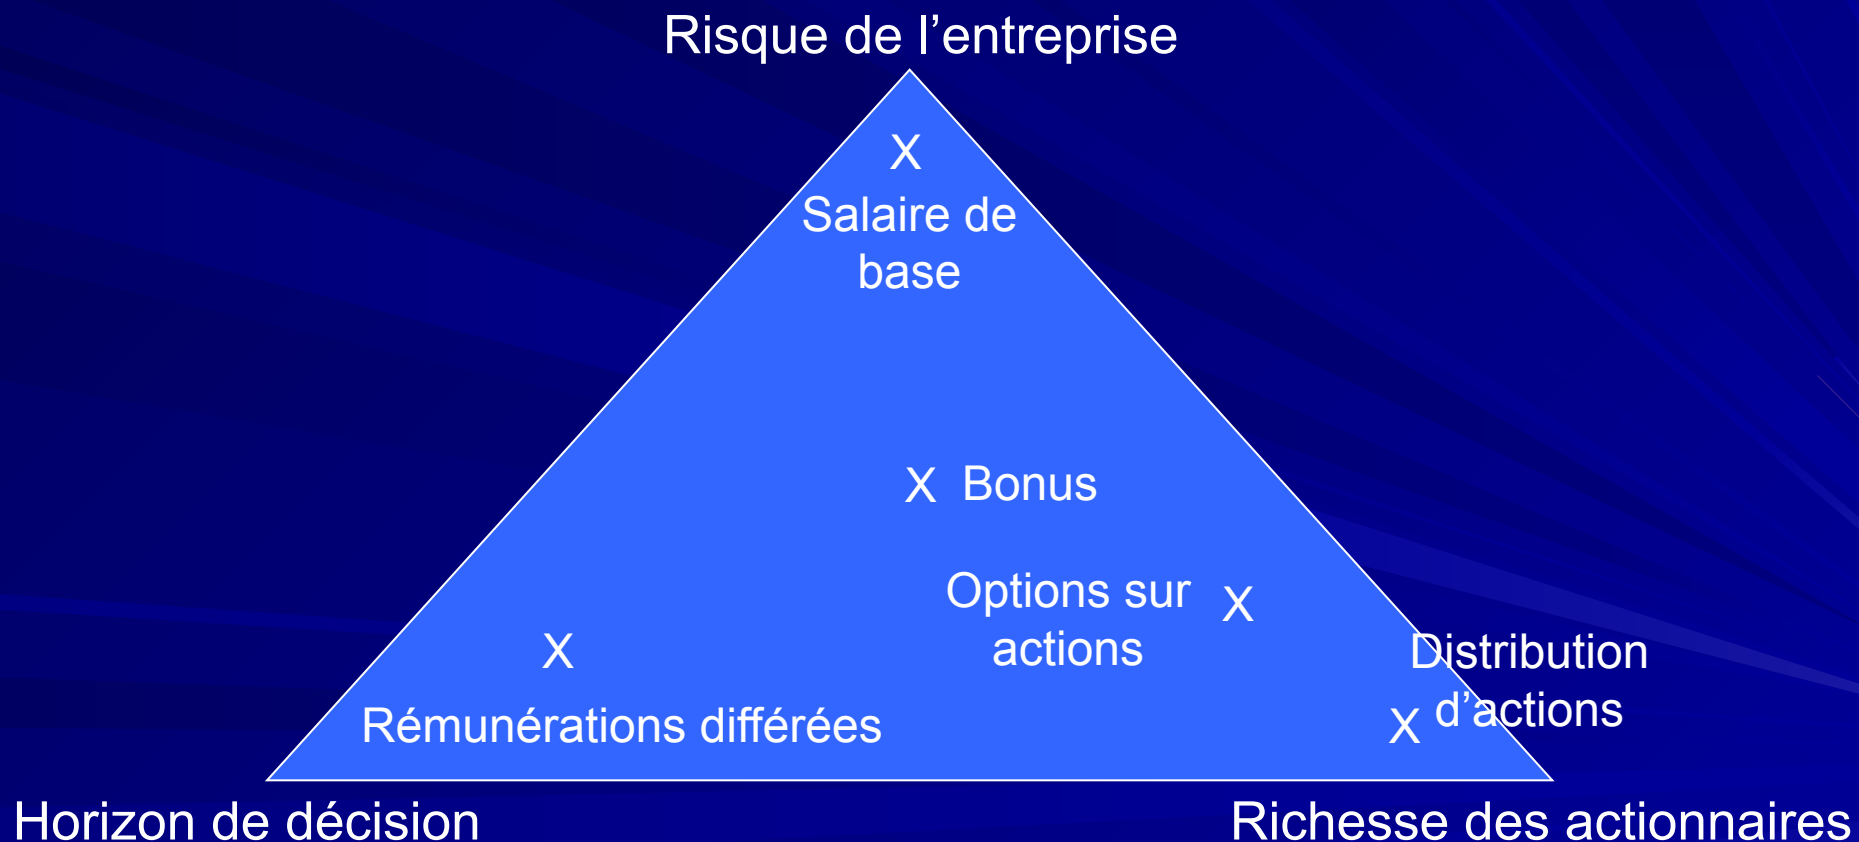 Risque de l’entreprise
X
Salaire de
base
X Bonus
Options sur
actions
X
X
Rémunérations différées
Distribution
d’actions
X
Horizon de décision
Richesse des actionnaires